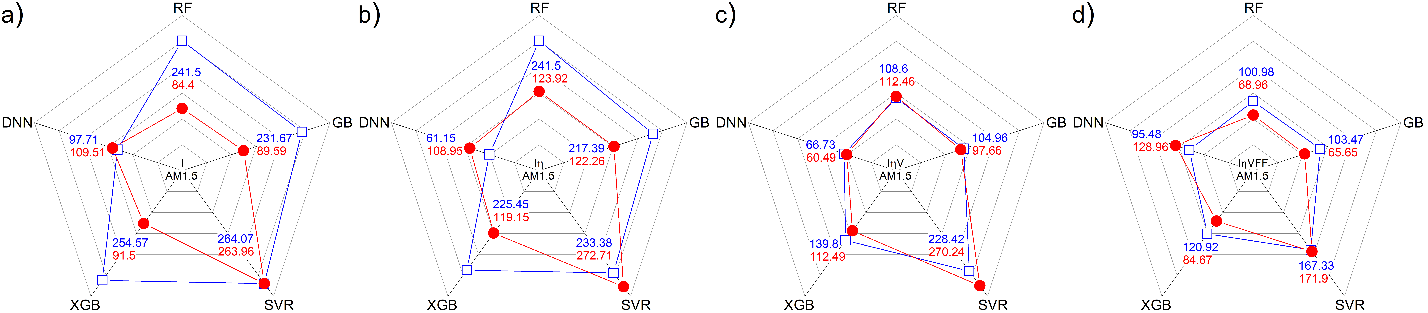 a)
RF
241.5
84.4
DNN
97.71
109.51
231.67
89.59
GB
I
AM1.5
254.57
91.5
264.07
263.96
XGB
SVR
b)
RF
241.5
123.92
DNN
61.15
108.95
217.39
122.26
GB
In
AM1.5
225.45
119.15
233.38
272.71
XGB
SVR
c)
RF
108.6
112.46
DNN
66.73
60.49
104.96
97.66
GB
InV
AM1.5
139.8
112.49
228.42
270.24
XGB
SVR
d)
RF
100.98
68.96
DNN
95.48
128.96
103.47
65.65
GB
InVFF
AM1.5
120.92
84.67
167.33
171.9
XGB
SVR